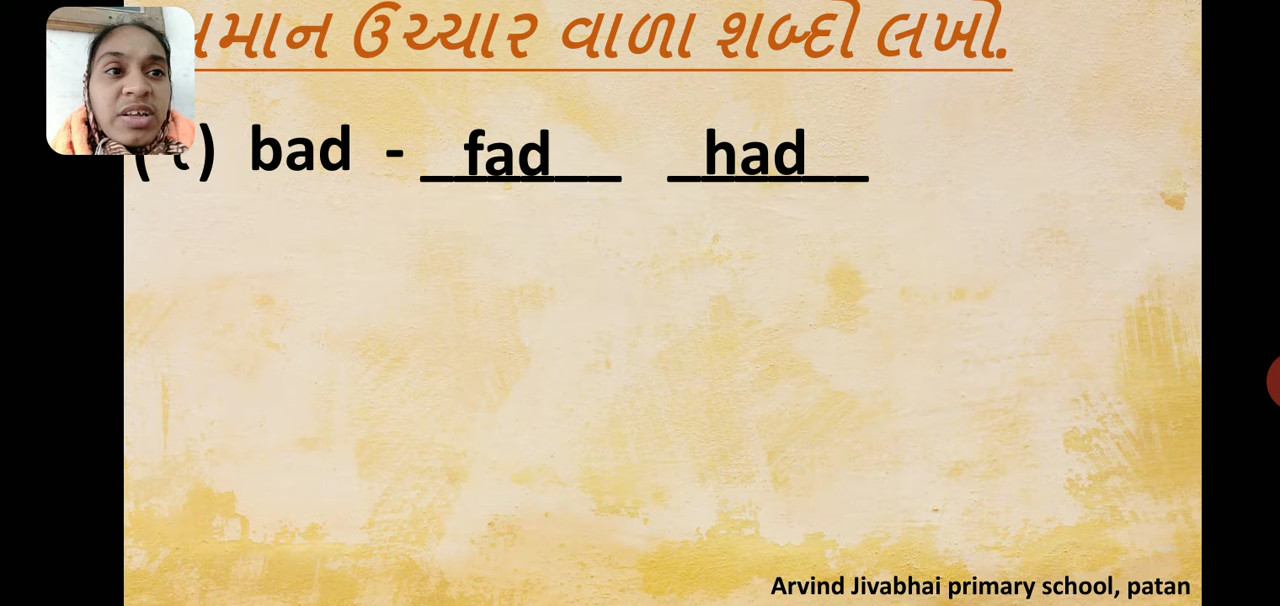 ઉચ્ચાર વાળા શબ્દો લખો.
bad - fad had
Arvind Jivabhai primary school, patan